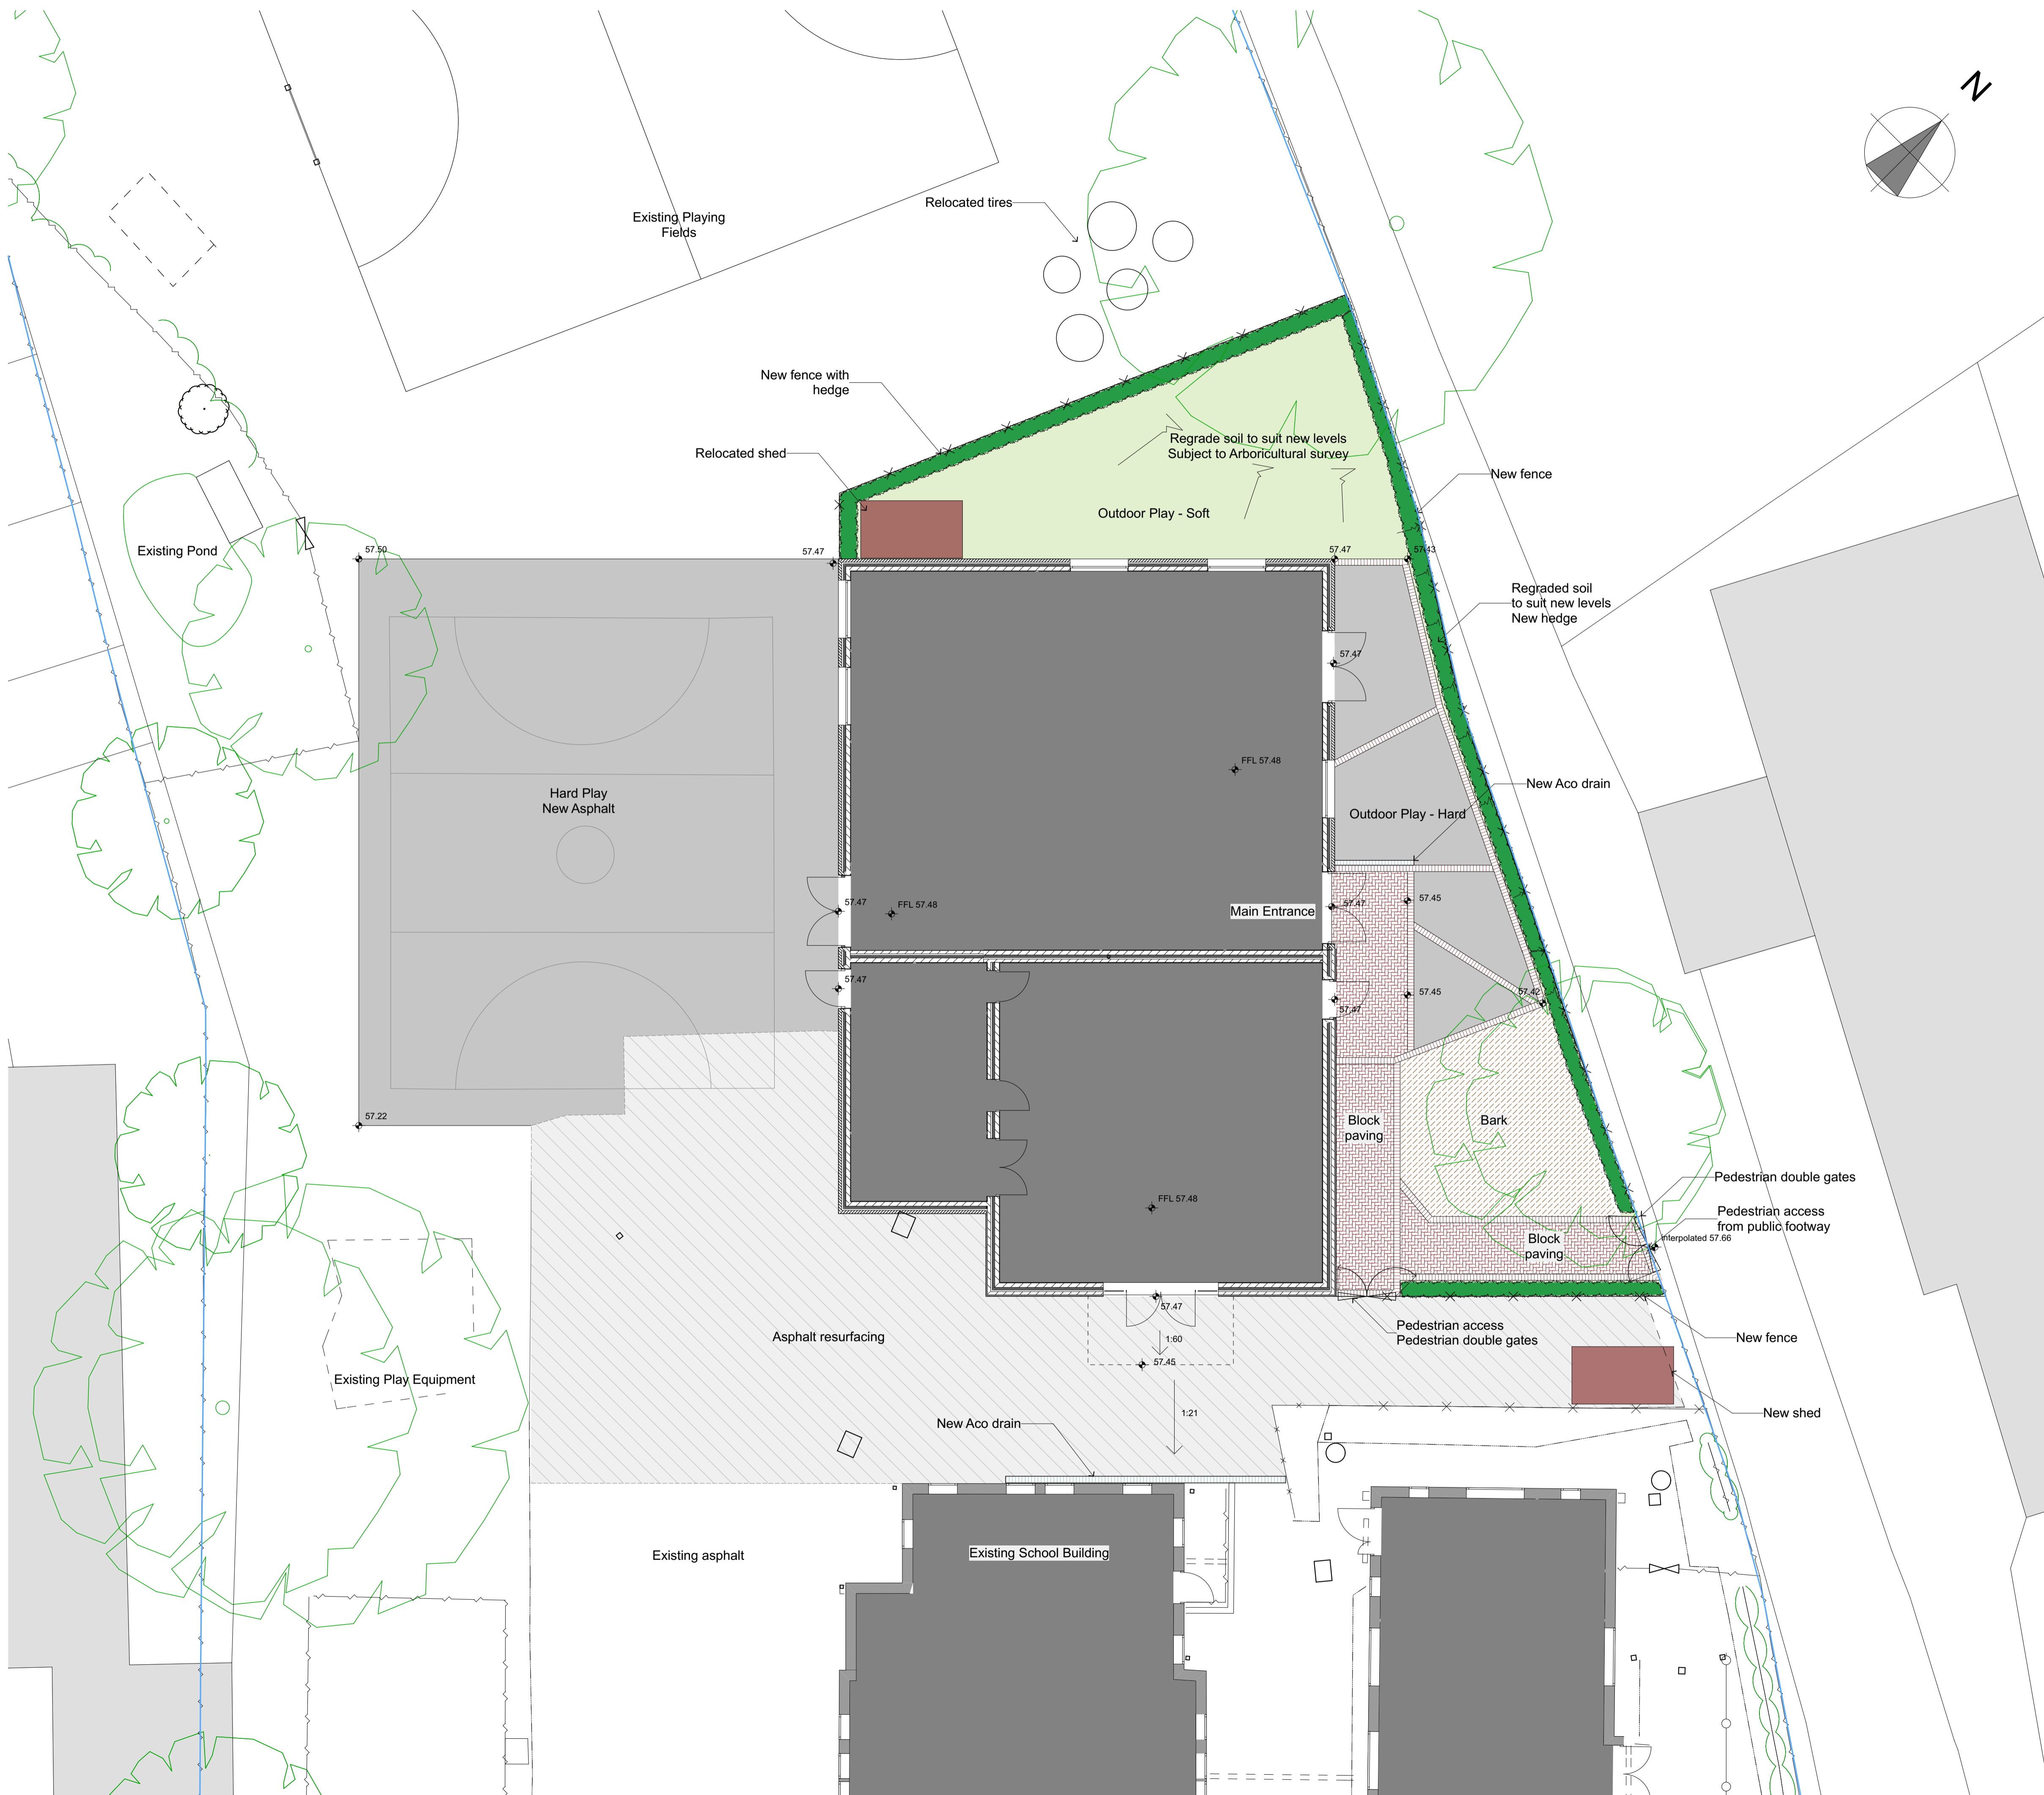 N
Relocated tires
Existing Playing
Fields
New fence with
hedge
Relocated shed
Regrade soil to suit new levels
Subject to Arboricultural survey
New fence
Outdoor Play - Soft
Existing Pond
57.50
57.47
57.47
57.43
Regraded soil
to suit new levels
New hedge
57.47
FFL 57.48
New Aco drain
Hard Play
New Asphalt
Outdoor Play - Hard
57.47
FFL 57.48
Main Entrance
57.47
57.45
57.47
57.45
57.42
57.47
57.22
Block
paving
Bark
Pedestrian double gates
FFL 57.48
Pedestrian access
from public footway
Interpolated 57.66
Block
paving
57.47
Asphalt resurfacing
1:60
Pedestrian access
Pedestrian double gates
New fence
57.45
Existing Play Equipment
1:21
New shed
New Aco drain
Existing asphalt
Existing School Building